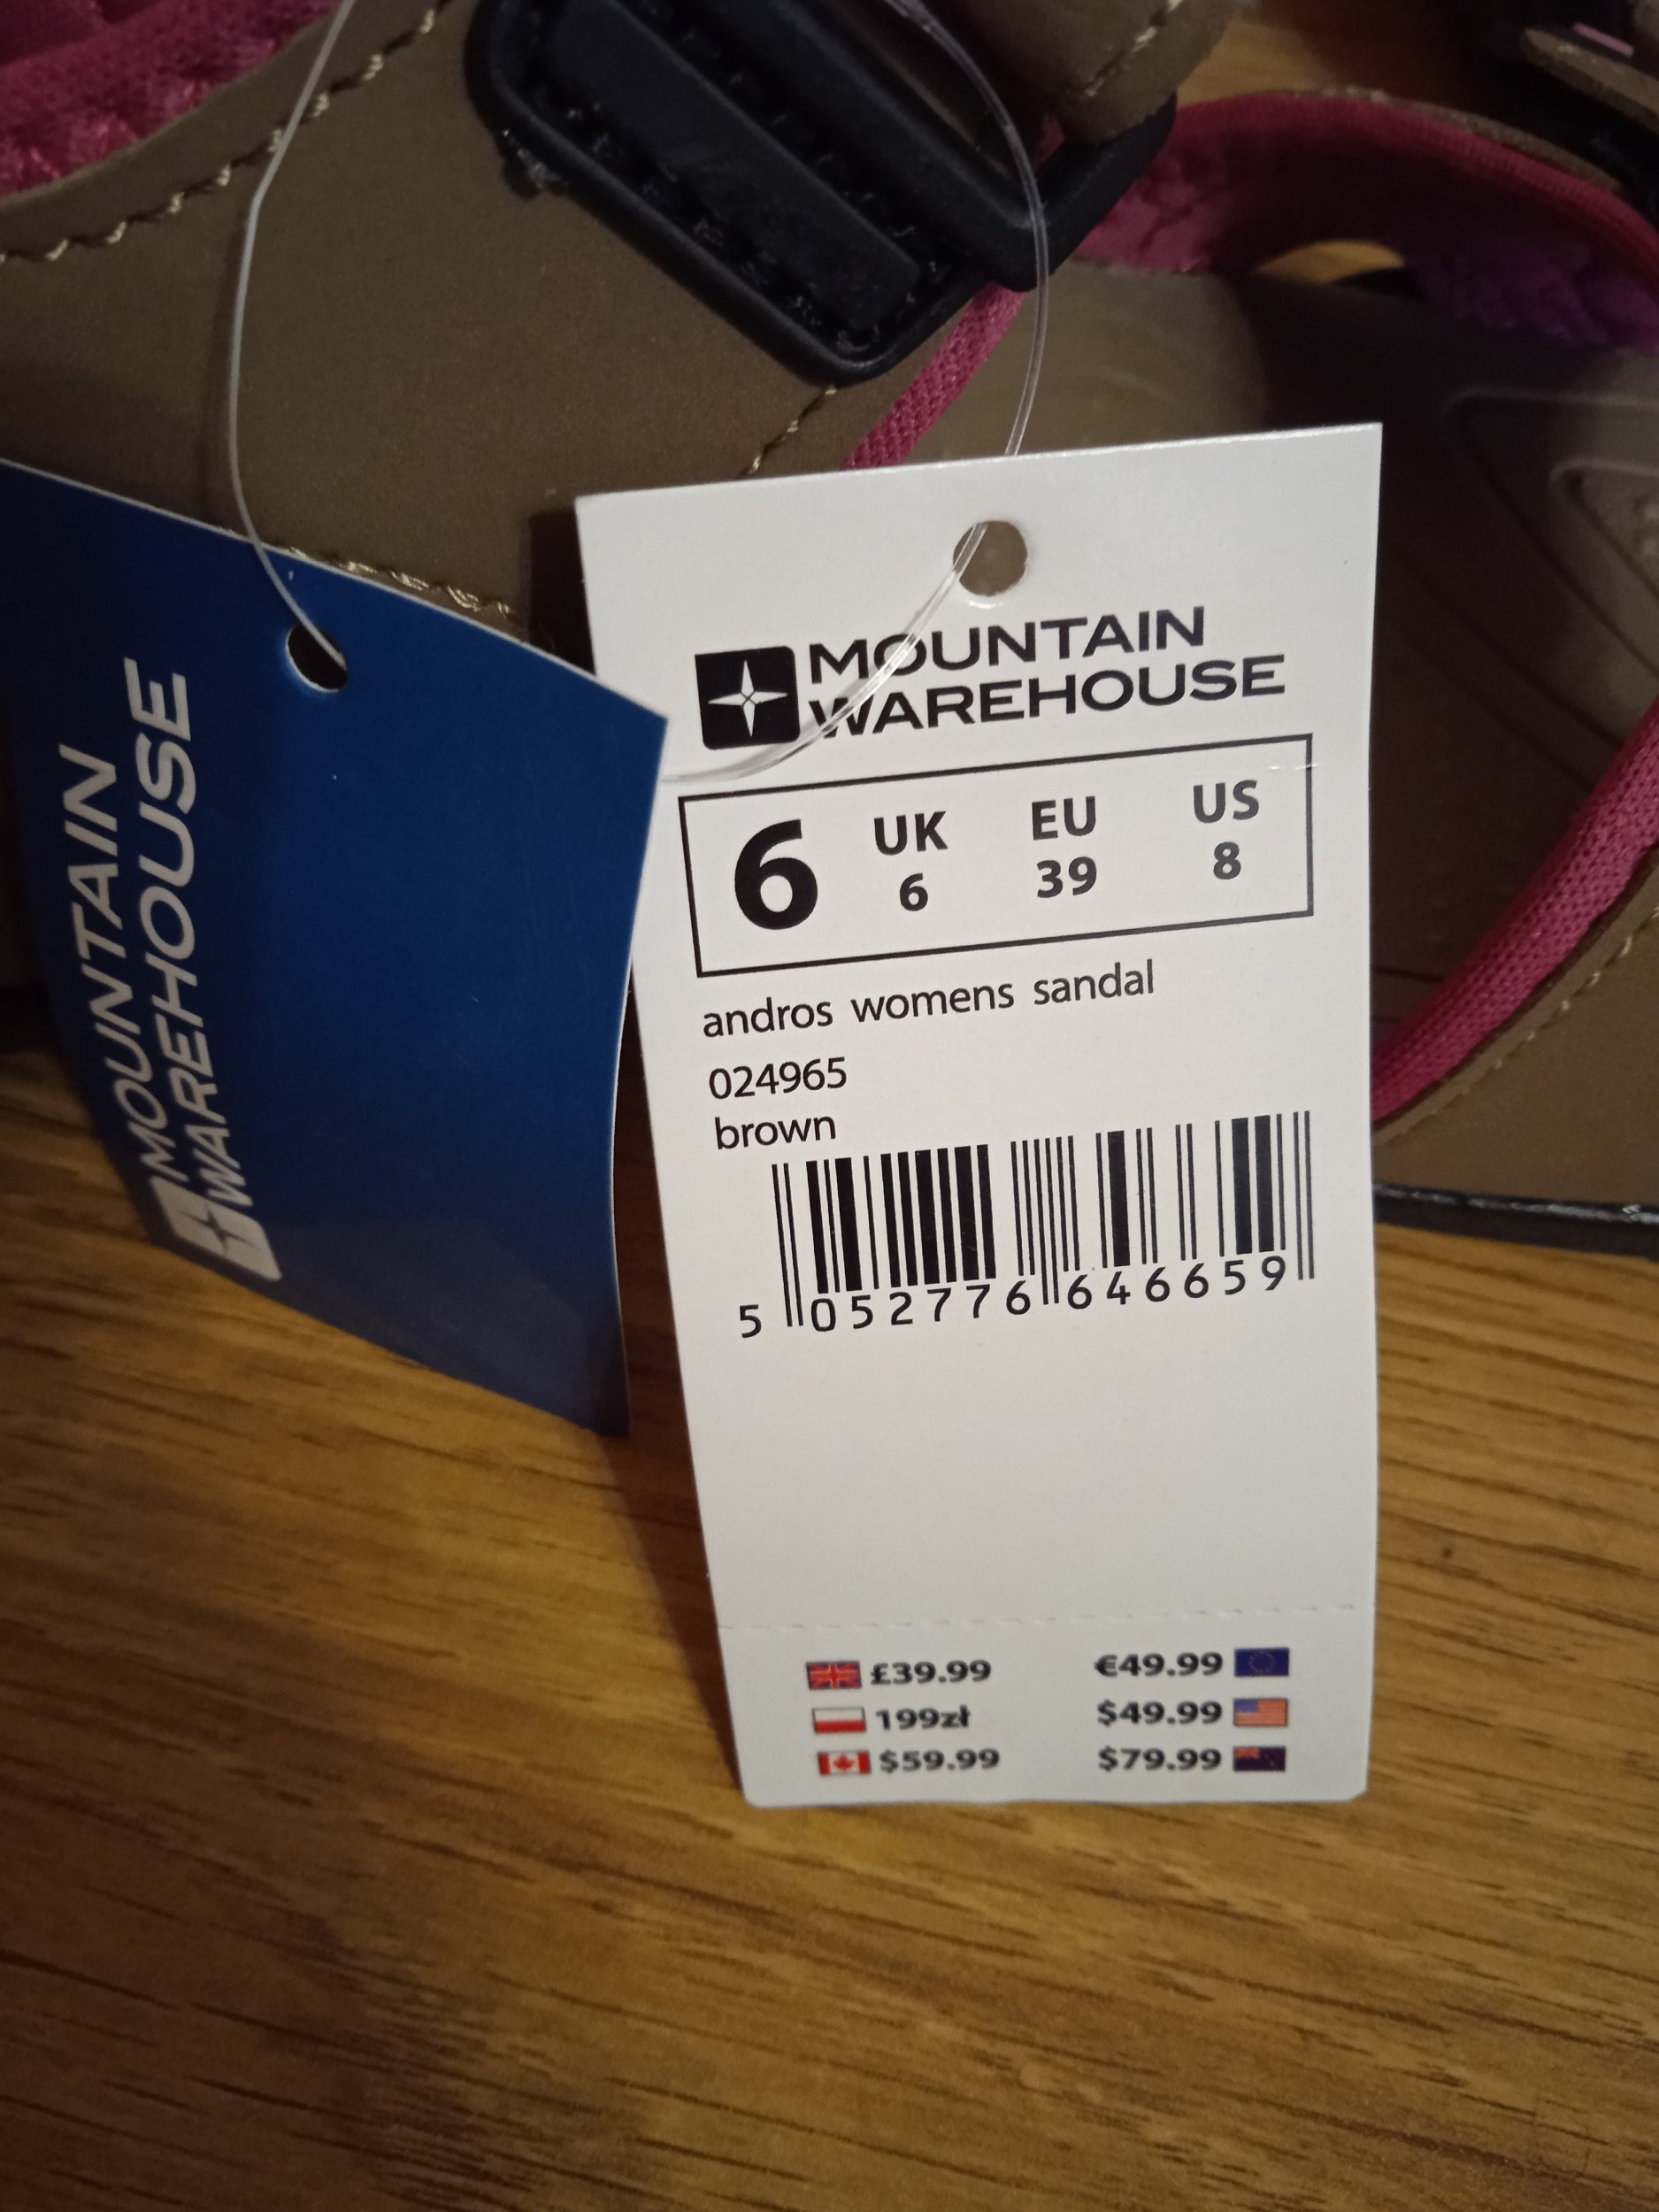 MOUNTAIN
WAREHOUSE
MOUNTAIN
WAREHOUSE
6 UK EU US
6 39 8
andros womens sandal
024965
brown
5 052776 646659
£39.99 €49.99
199zł $49.99
$59.99 $79.99